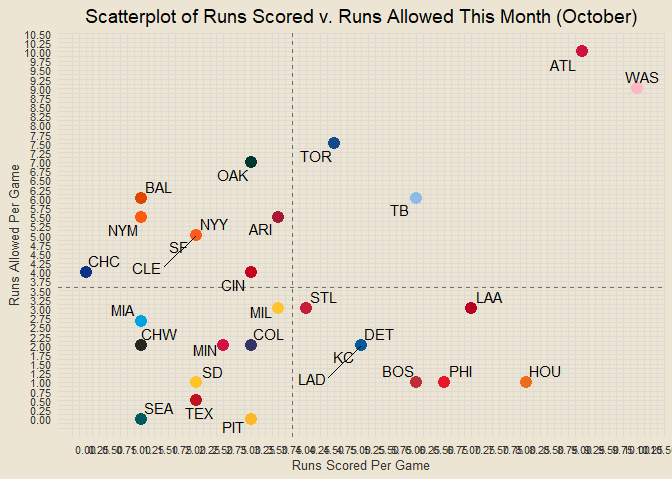 Scatterplot of Runs Scored v. Runs Allowed This Month (October)
Runs Allowed Per Game
10.50
10.25
10.00
9.75
9.50
9.25
9.00
8.75
8.50
8.25
8.00
7.75
7.50
7.25
7.00
6.75
6.50
6.25
6.00
5.75
5.50
5.25
5.00
4.75
4.50
4.25
4.00
3.75
3.50
3.25
3.00
2.75
2.50
2.25
2.00
1.75
1.50
1.25
1.00
0.75
0.50
0.25
0.00
ATL
WAS
TOR
OAK
BAL
TB
NYY
NYM
ARI
SF
CHC
CLE
CIN
STL
LAA
MIA
MIL
CHW
COL
DET
MIN
KC
SD
LAD
BOS
PHI
HOU
SEA
TEX
PIT
Runs Scored Per Game